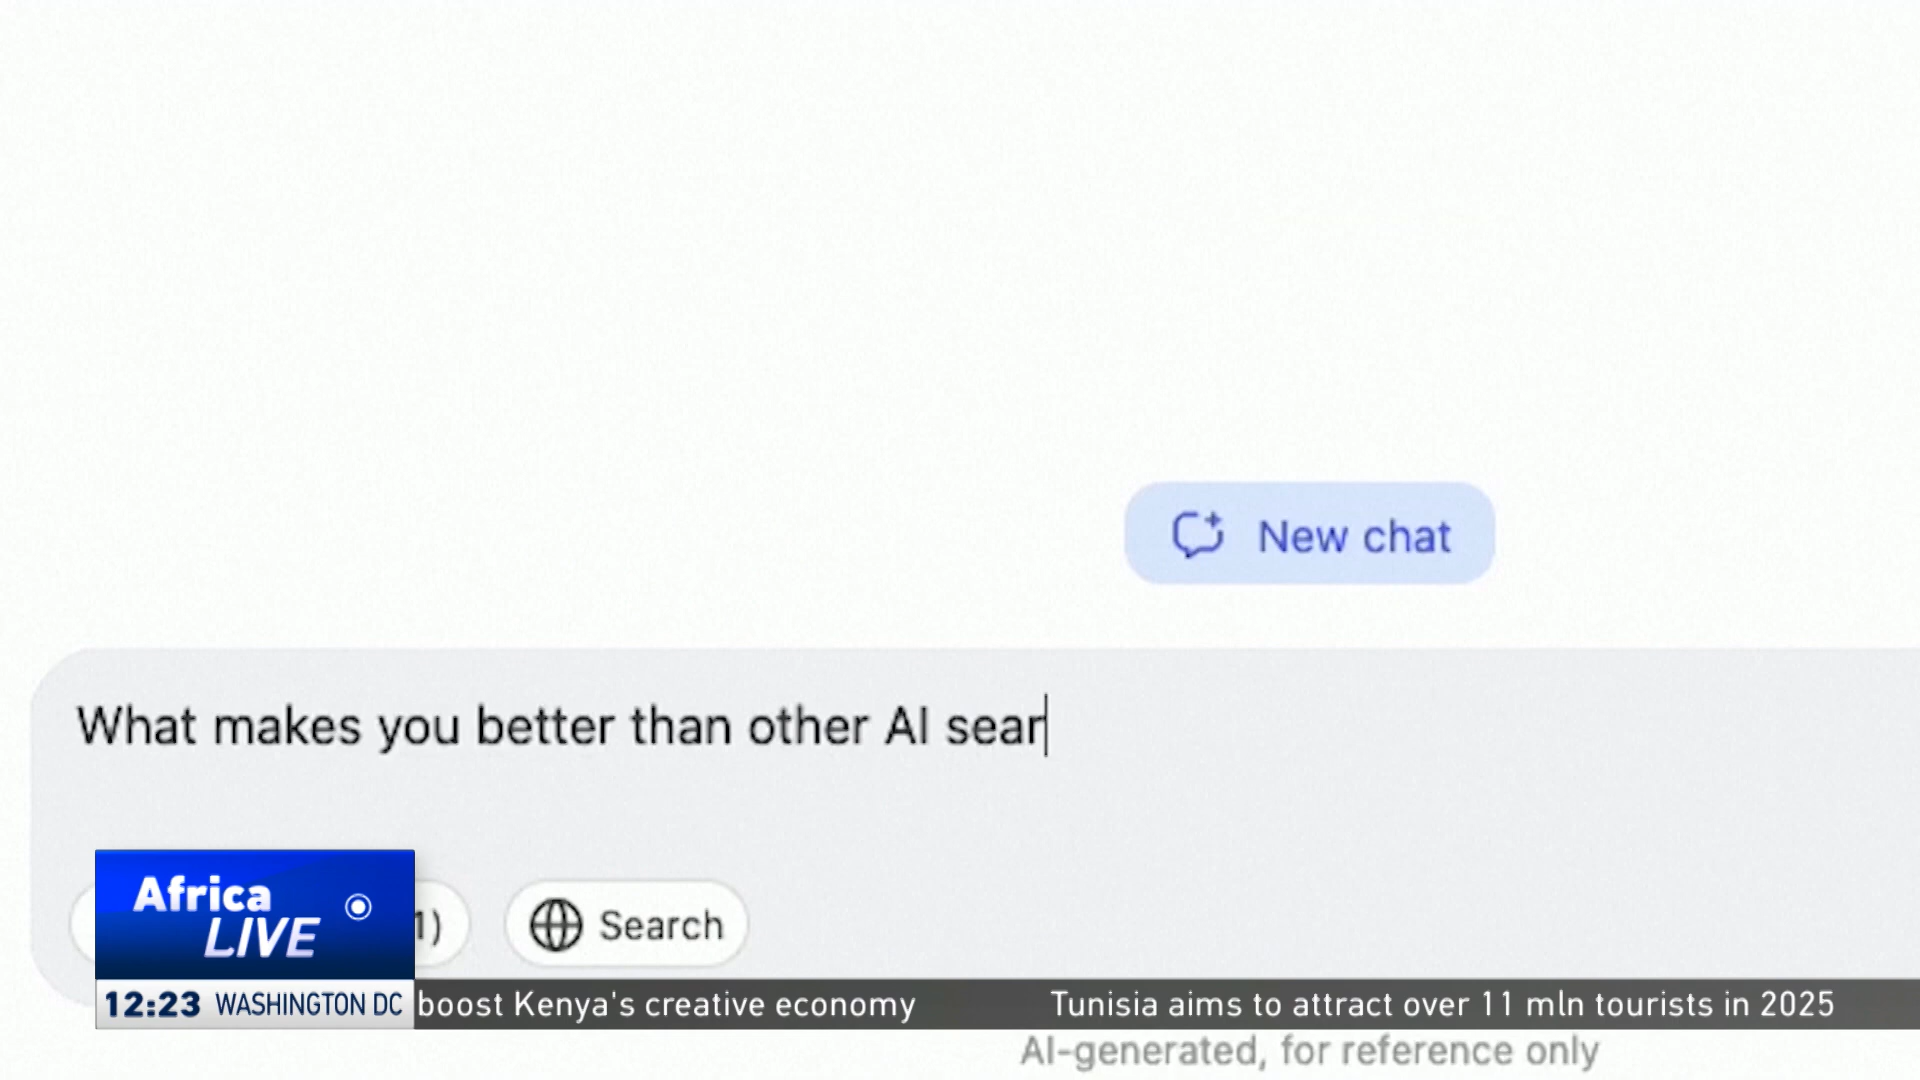 New chat
What makes you better than other AI sear
1)
Search
Africa
LIVE
12:23 WASHINGTON DC
boost Kenya's creative economy
Tunisia aims to attract over 11 mln tourists in 2025
AI-generated, for reference only